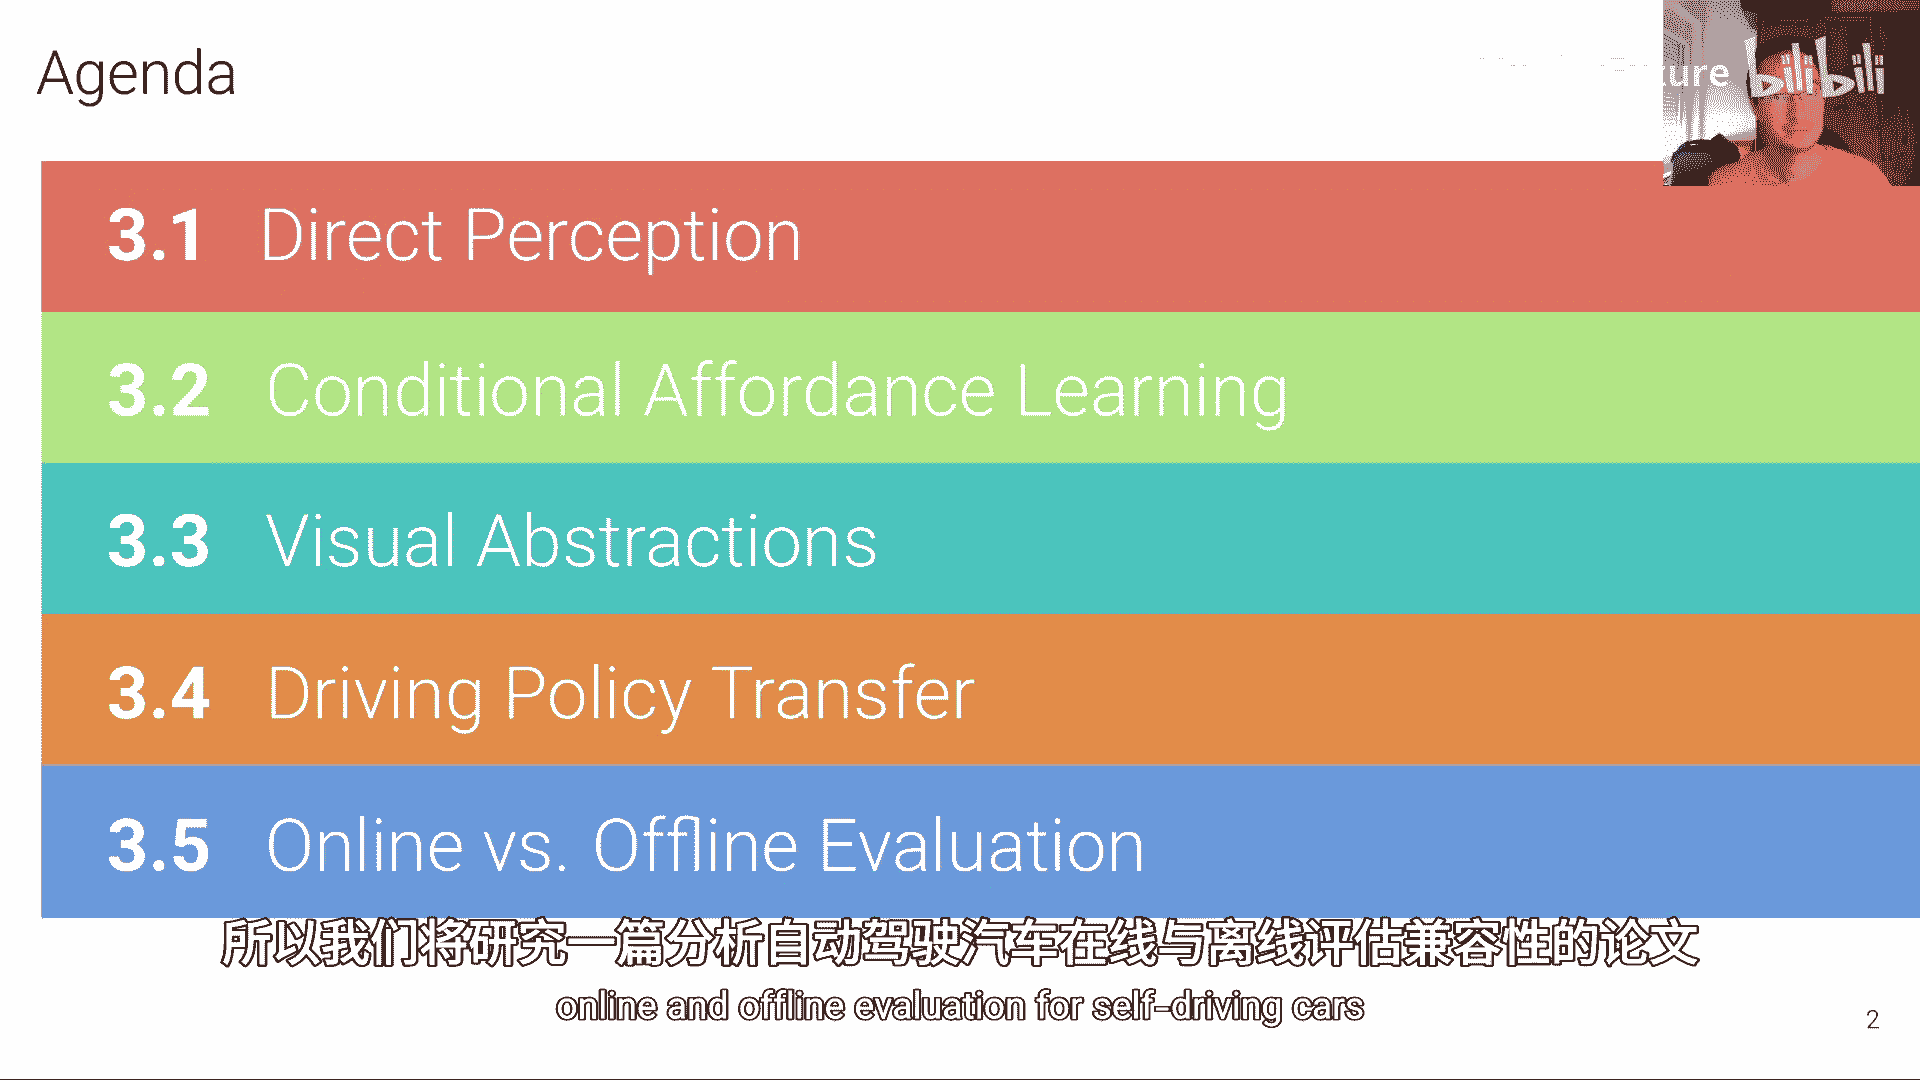 Agenda
bilibili
3.1 Direct Perception
3.2 Conditional Affordance Learning
3.3 Visual Abstractions
3.4 Driving Policy Transfer
3.5 Online vs. Offline Evaluation
所以我们将研究一篇分析自动驾驶汽车在线与离线评估兼容性的论文
online and offline evaluation for self-driving cars
2